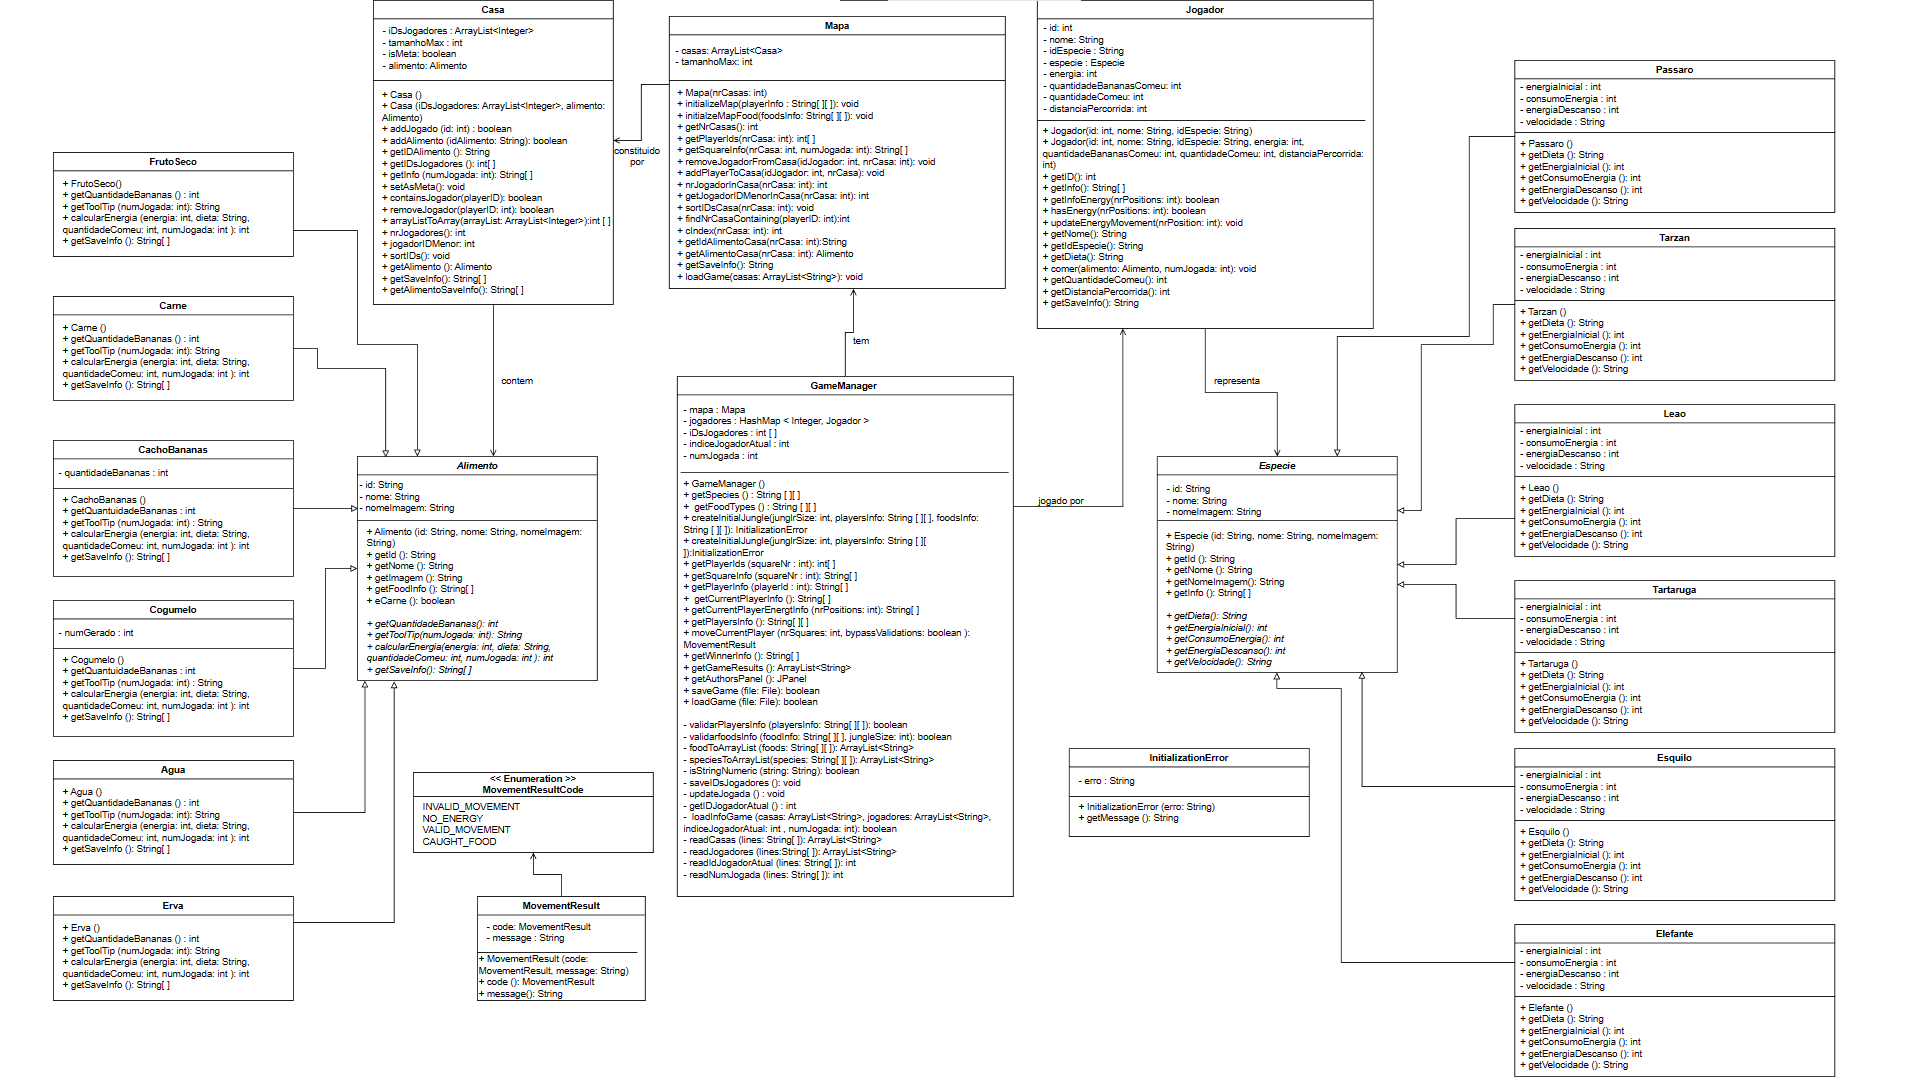 Casa
- iDsJogadores : ArrayList<Integer>
- tamanhoMax : int
- isMeta: boolean
- alimento: Alimento
+ Casa ()
+ Casa (iDsJogadores: ArrayList<Integer>, alimento:
Alimento)
+ addJogado (id: int) : boolean
+ addAlimento (idAlimento: String): boolean
+ getIDAlimento (): String
+ getIDsJogadores (): int[ ]
+ getInfo (numJogada: int): String[ ]
+ setAsMeta(): void
+ containsJogador(playerID): boolean
+ removeJogador(playerID: int): boolean
+ arrayListToArray(arrayList: ArrayList<Integer>):int [ ]
+ nrJogadores(): int
+ jogadorIDMenor: int
+ sortIDs(): void
+ getAlimento (): Alimento
+ getSaveInfo(): String[ ]
+ getAlimentoSaveInfo(): String[ ]
Mapa
- casas: ArrayList<Casa>
- tamanhoMax: int
+ Mapa(nrCasas: int)
+ initializeMap(playerInfo : String[ ][ ]): void
+ initialzeMapFood(foodsInfo: String[ ][ ]): void
+ getNrCasas(): int
+ getPlayerIds(nrCasa: int): int[ ]
+ getSquareInfo(nrCasa: int, numJogada: int): String[ ]
+ removeJogadorFromCasa(idJogador: int, nrCasa: int): void
+ addPlayerToCasa(idJogador: int, nrCasa): void
+ nrJogadorInCasa(nrCasa: int): int
+ getJogadorIDMenorInCasa(nrCasa: int): int
+ sortIDsCasa(nrCasa: int): void
+ findNrCasaContaining(playerID: int):int
+ cIndex(nrCasa: int): int
+ getIdAlimentoCasa(nrCasa: int):String
+ getAlimentoCasa(nrCasa: int): Alimento
+ getSaveInfo(): String
+ loadGame(casas: ArrayList<String>): void
Jogador
- id: int
- nome: String
- idEspecie : String
- especie : Especie
- energia: int
- quantidadeBananasComeu: int
- quantidadeComeu: int
- distanciaPercorrida: int
+ Jogador(id: int, nome: String, idEspecie: String)
+ Jogador(id: int, nome: String, idEspecie: String, energia: int,
quantidadeBananasComeu: int, quantidadeComeu: int, distanciaPercorrida:
int)
+ getID(): int
+ getInfo(): String[ ]
+ getInfoEnergy(nrPositions: int): boolean
+ hasEnergy(nrPositions: int): boolean
+ updateEnergyMovement(nrPosition: int): void
+ getNome(): String
+ getIdEspecie(): String
+ getDieta(): String
+ comer(alimento: Alimento, numJogada: int): void
+ getQuantidadeComeu(): int
+ getDistanciaPercorrida(): int
+ getSaveInfo(): String
constituido
por
tem
contem
representa
jogado por
FrutoSeco
+ FrutoSeco()
+ getQuantidadeBananas () : int
+ getToolTip (numJogada: int): String
+ calcularEnergia (energia: int, dieta: String,
quantidadeComeu: int, numJogada: int ): int
+ getSaveInfo (): String[ ]
Carne
+ Carne ()
+ getQuantidadeBananas () : int
+ getToolTip (numJogada: int): String
+ calcularEnergia (energia: int, dieta: String,
quantidadeComeu: int, numJogada: int ): int
+ getSaveInfo (): String[ ]
CachoBananas
- quantidadeBananas : int
+ CachoBananas ()
+ getQuantuidadeBananas : int
+ getToolTip (numJogada: int) : String
+ calcularEnergia (energia: int, dieta: String,
quantidadeComeu: int, numJogada: int ): int
+ getSaveInfo (): String[ ]
Cogumelo
- numGerado : int
+ Cogumelo ()
+ getQuantuidadeBananas : int
+ getToolTip (numJogada: int) : String
+ calcularEnergia (energia: int, dieta: String,
quantidadeComeu: int, numJogada: int ): int
+ getSaveInfo (): String[ ]
Agua
+ Agua ()
+ getQuantidadeBananas () : int
+ getToolTip (numJogada: int): String
+ calcularEnergia (energia: int, dieta: String,
quantidadeComeu: int, numJogada: int ): int
+ getSaveInfo (): String[ ]
Erva
+ Erva ()
+ getQuantidadeBananas () : int
+ getToolTip (numJogada: int): String
+ calcularEnergia (energia: int, dieta: String,
quantidadeComeu: int, numJogada: int ): int
+ getSaveInfo (): String[ ]
Alimento
- id: String
- nome: String
- nomeImagem: String
+ Alimento (id: String, nome: String, nomeImagem:
String)
+ getId (): String
+ getNome (): String
+ getImagem (): String
+ getFoodInfo (): String[ ]
+ eCarne (): boolean
+ getQuantidadeBananas(): int
+ getToolTip(numJogada: int): String
+ calcularEnergia(energia: int, dieta: String,
quantidadeComeu: int, numJogada: int ): int
+ getSaveInfo(): String[ ]
<< Enumeration >>
MovementResultCode
INVALID_MOVEMENT
NO_ENERGY
VALID_MOVEMENT
CAUGHT_FOOD
MovementResult
- code: MovementResult
- message : String
+ MovementResult (code:
MovementResult, message: String)
+ code (): MovementResult
+ message(): String
GameManager
- mapa : Mapa
- jogadores : HashMap < Integer, Jogador >
- iDsJogadores : int [ ]
- indiceJogadorAtual : int
- numJogada : int
+ GameManager ()
+ getSpecies () : String [ ][ ]
+ getFoodTypes () : String [ ][ ]
+ createInitialJungle(junglrSize: int, playersInfo: String [ ][ ], foodsInfo:
String [ ][ ]): InitializationError
+ createInitialJungle(junglrSize: int, playersInfo: String [ ][
]):InitializationError
+ getPlayerIds (squareNr : int): int[ ]
+ getSquareInfo (squareNr : int): String[ ]
+ getPlayerInfo (playerId : int): String[ ]
+ getCurrentPlayerInfo (): String[ ]
+ getCurrentPlayerEnergtInfo (nrPositions: int): String[ ]
+ getPlayersInfo (): String[ ][ ]
+ moveCurrentPlayer (nrSquares: int, bypassValidations: boolean ):
MovementResult
+ getWinnerInfo (): String[ ]
+ getGameResults (): ArrayList<String>
+ getAuthorsPanel (): JPanel
+ saveGame (file: File): boolean
+ loadGame (file: File): boolean
- validarPlayersInfo (playersInfo: String[ ][ ]): boolean
- validarfoodsInfo (foodInfo: String[ ][ ], jungleSize: int): boolean
- foodToArrayList (foods: String[ ][ ]): ArrayList<String>
- speciesToArrayList(species: String[ ][ ]): ArrayList<String>
- isStringNumeric (string: String): boolean
- saveIDsJogadores (): void
- updateJogada () : void
- getIDJogadorAtual () : int
- loadInfoGame (casas: ArrayList<String>, jogadores: ArrayList<String>,
indiceJogadorAtual: int , numJogada: int): boolean
- readCasas (lines: String[ ]): ArrayList<String>
- readJogadores (lines:String[ ]): ArrayList<String>
- readIdJogadorAtual (lines: String[ ]): int
- readNumJogada (lines: String[ ]): int
Especie
- id: String
- nome: String
- nomeImagem: String
+ Especie (id: String, nome: String, nomeImagem:
String)
+ getId (): String
+ getNome (): String
+ getNomeImagem(): String
+ getInfo (): String[ ]
+ getDieta(): String
+ getEnergiaInicial(): int
+ getConsumoEnergia(): int
+ getEnergiaDescanso(): int
+ getVelocidade(): String
InitializationError
- erro : String
+ InitializationError (erro: String)
+ getMessage (): String
Passaro
- energiaInicial : int
- consumoEnergia : int
- energiaDescanso : int
- velocidade : String
+ Passaro ()
+ getDieta (): String
+ getEnergiaInicial (): int
+ getConsumoEnergia (): int
+ getEnergiaDescanso (): int
+ getVelocidade (): String
Tarzan
- energiaInicial : int
- consumoEnergia : int
- energiaDescanso : int
- velocidade : String
+ Tarzan ()
+ getDieta (): String
+ getEnergiaInicial (): int
+ getConsumoEnergia (): int
+ getEnergiaDescanso (): int
+ getVelocidade (): String
Leao
- energiaInicial : int
- consumoEnergia : int
- energiaDescanso : int
- velocidade : String
+ Leao ()
+ getDieta (): String
+ getEnergiaInicial (): int
+ getConsumoEnergia (): int
+ getEnergiaDescanso (): int
+ getVelocidade (): String
Tartaruga
- energiaInicial : int
- consumoEnergia : int
- energiaDescanso : int
- velocidade : String
+ Tartaruga ()
+ getDieta (): String
+ getEnergiaInicial (): int
+ getConsumoEnergia (): int
+ getEnergiaDescanso (): int
+ getVelocidade (): String
Esquilo
- energiaInicial : int
- consumoEnergia : int
- energiaDescanso : int
- velocidade : String
+ Esquilo ()
+ getDieta (): String
+ getEnergiaInicial (): int
+ getConsumoEnergia (): int
+ getEnergiaDescanso (): int
+ getVelocidade (): String
Elefante
- energiaInicial : int
- consumoEnergia : int
- energiaDescanso : int
- velocidade : String
+ Elefante ()
+ getDieta (): String
+ getEnergiaInicial (): int
+ getConsumoEnergia (): int
+ getEnergiaDescanso (): int
+ getVelocidade (): String